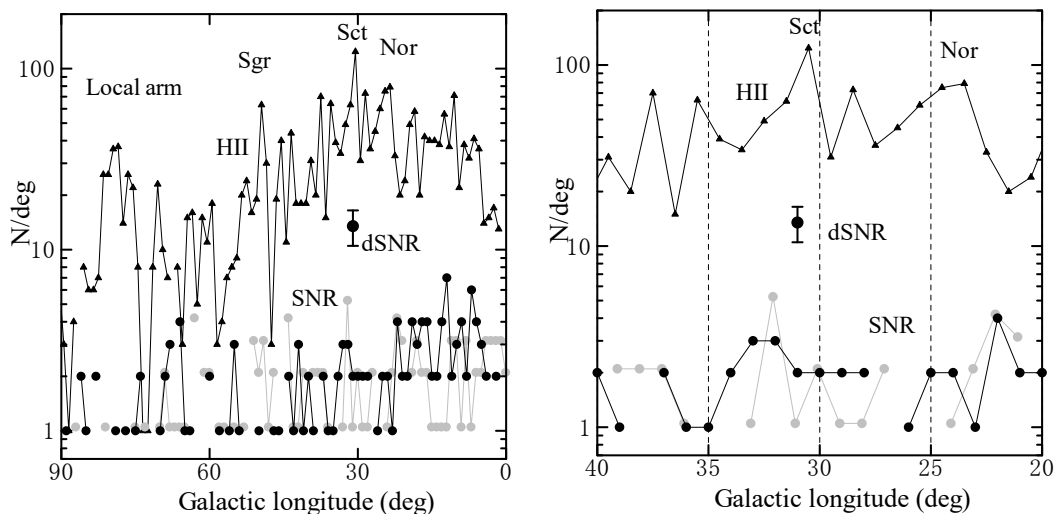 Sct
Sgr
Nor
Local arm
HII
dSNR
SNR
N/deg
100
10
1
90
60
30
0
Galactic longitude (deg)
Sct
Nor
HII
dSNR
SNR
N/deg
100
10
1
40
35
30
25
20
Galactic longitude (deg)